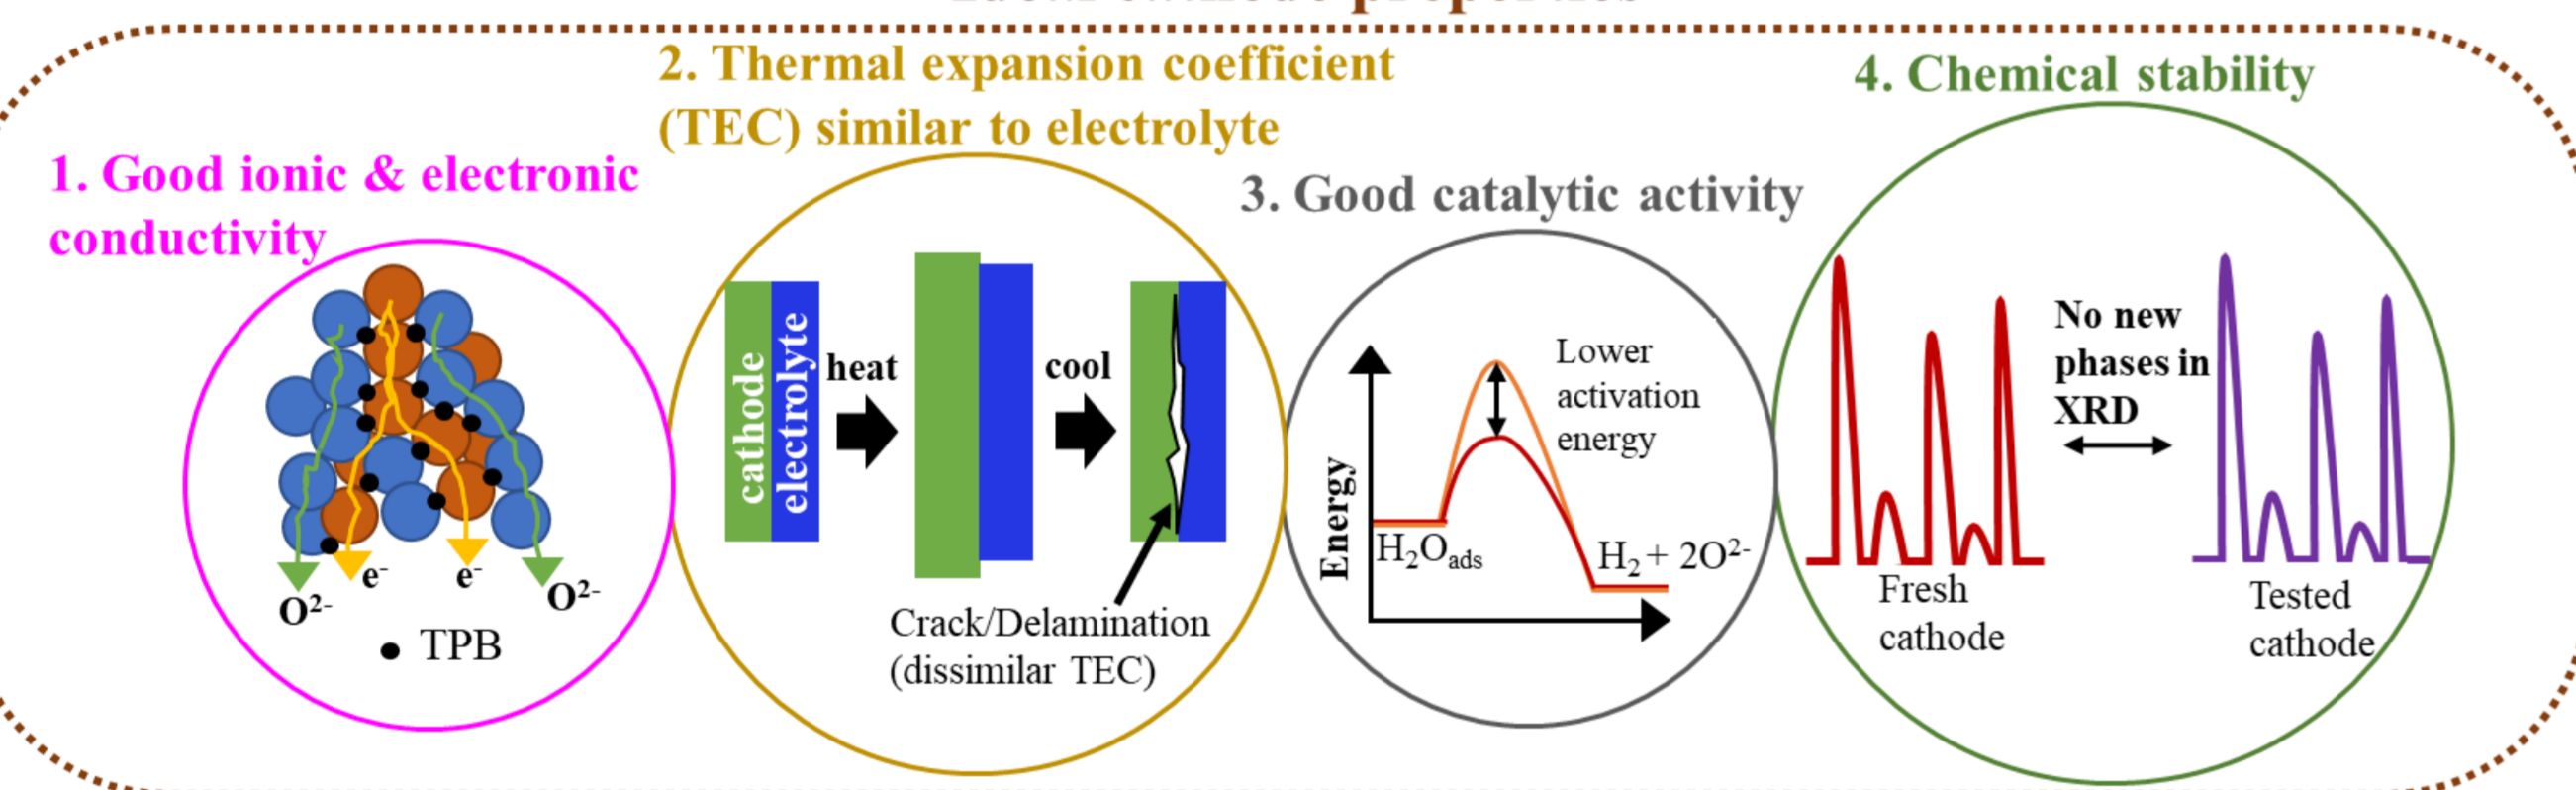 properties
1. Good ionic & electronic
conductivity
O²⁻
e⁻
e⁻
O²⁻
TPB
2. Thermal expansion coefficient
(TEC) similar to electrolyte
cathode
electrolyte
heat
cool
Crack/Delamination
(dissimilar TEC)
3. Good catalytic activity
Energy
Lower
activation
energy
H₂Oads
H₂ + 2O²⁻
4. Chemical stability
No new
phases in
XRD
Fresh
cathode
Tested
cathode